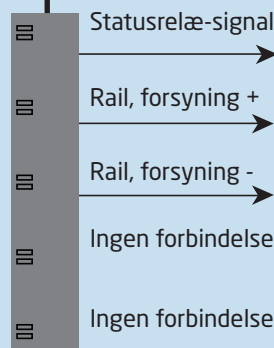 Statusrelæ-signal
Rail, forsyning +
Rail, forsyning -
Ingen forbindelse
Ingen forbindelse